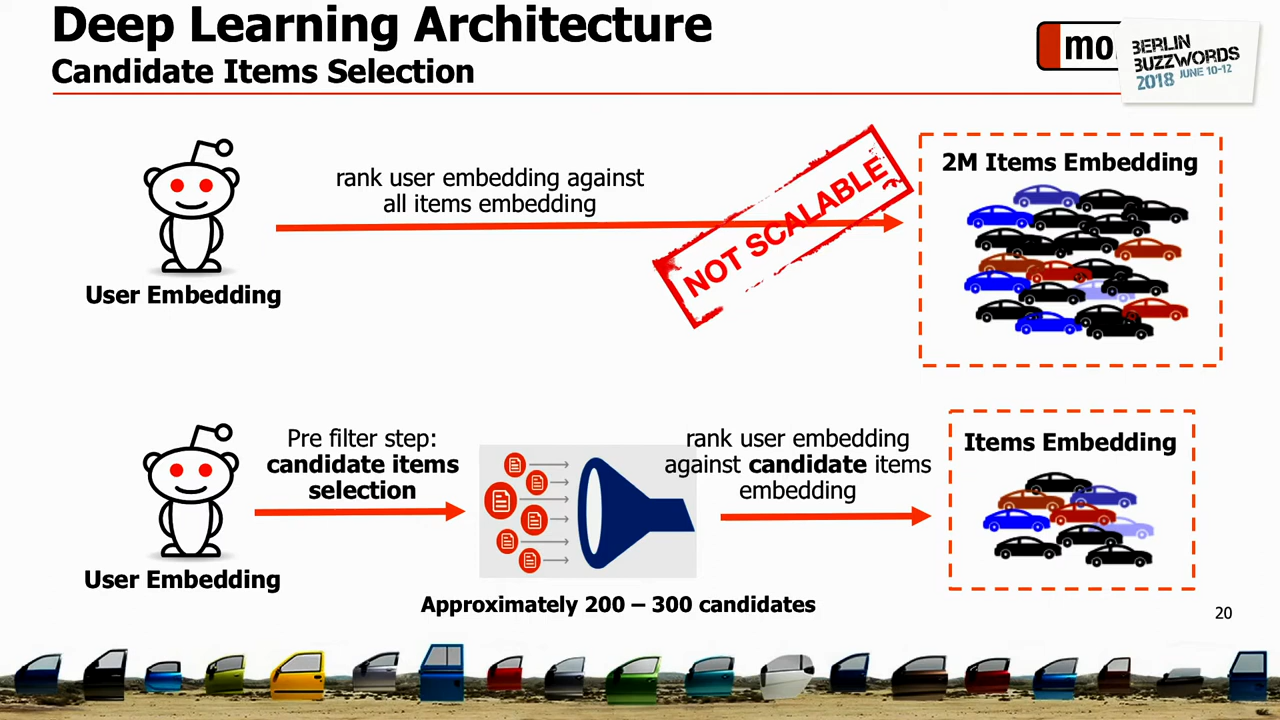 Deep Learning Architecture
Candidate Items Selection
mo
BERLIN
BUZZWORDS
2018 JUNE 10-12
rank user embedding against
all items embedding
NOT SCALABLE
2M Items Embedding
User Embedding
Pre filter step:
candidate items
selection
rank user embedding
against candidate items
embedding
Items Embedding
User Embedding
Approximately 200 – 300 candidates
20